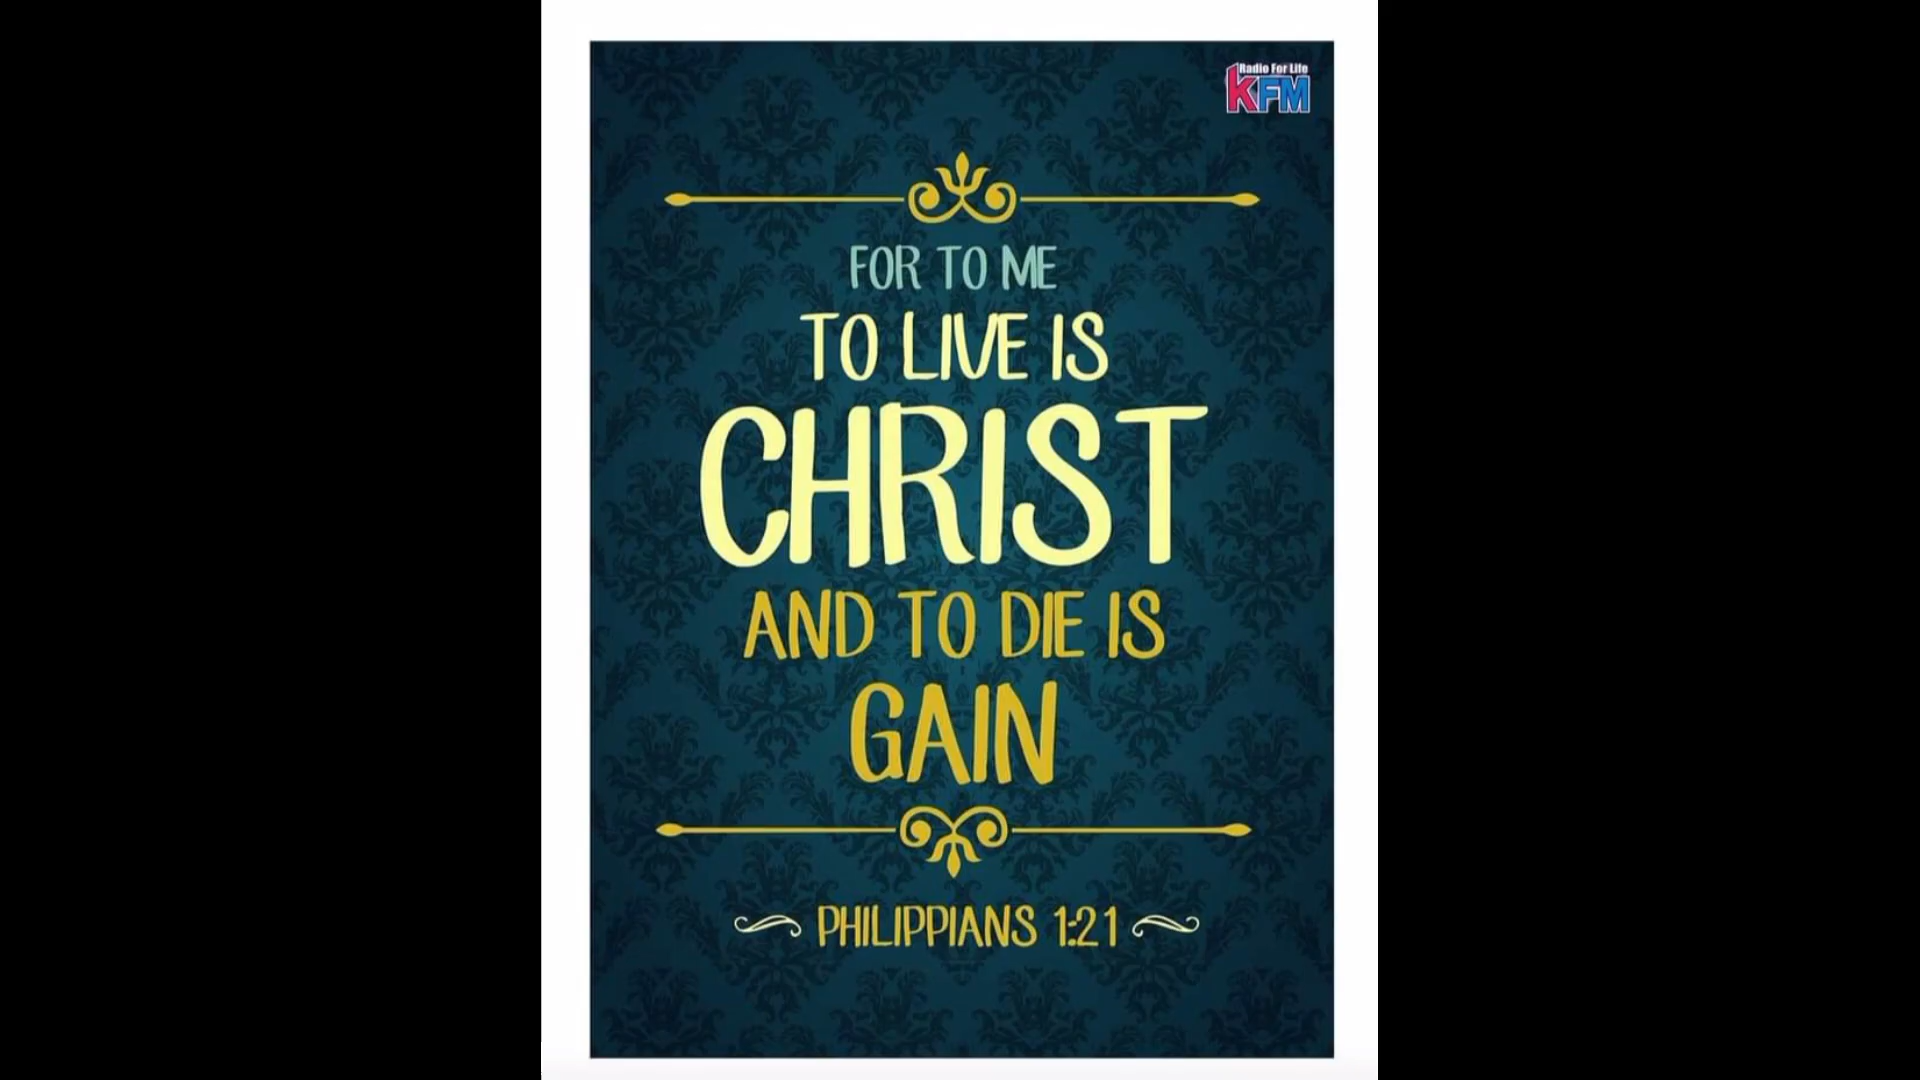 Radio For Life
KFM
FOR TO ME
TO LIVE IS
CHRIST
AND TO DIE IS
GAIN
PHILIPPIANS 1:21